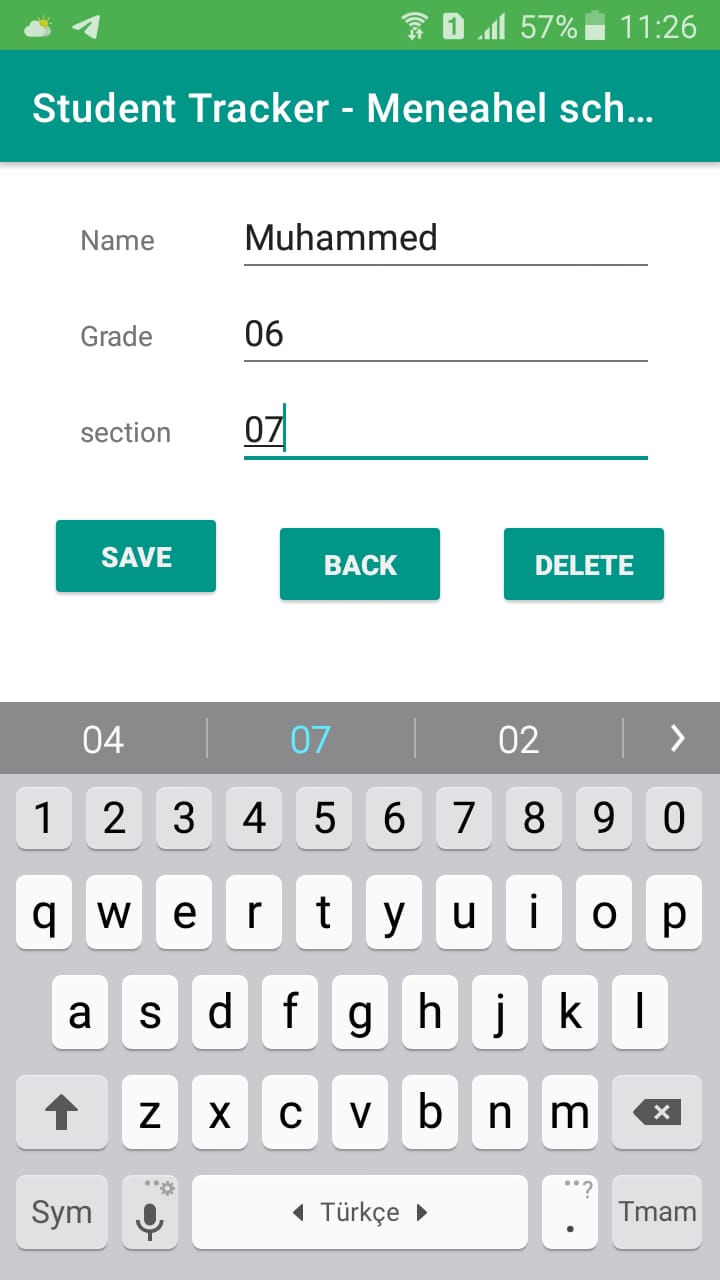 1 57% 11:26
Student Tracker - Meneahel sch...
Name Muhammed
Grade 06
section 07
SAVE BACK DELETE
04 07 02
1 2 3 4 5 6 7 8 9 0
q w e r t y u i o p
a s d f g h j k l
z x c v b n m
Sym Türkçe . ? Tmam